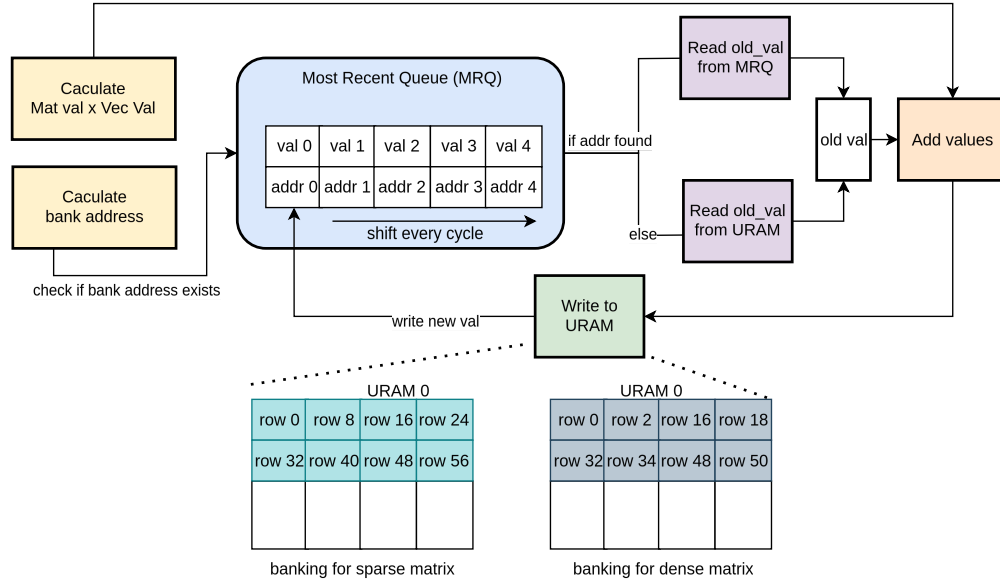 Caculate
Mat val x Vec Val
Caculate
bank address
check if bank address exists
Most Recent Queue (MRQ)
val 0 val 1 val 2 val 3 val 4
addr 0 addr 1 addr 2 addr 3 addr 4
shift every cycle
if addr found
else
Read old_val
from MRQ
Read old_val
from URAM
old val
Add values
Write to
URAM
write new val
URAM 0
row 0 row 8 row 16 row 24
row 32 row 40 row 48 row 56
banking for sparse matrix
URAM 0
row 0 row 2 row 16 row 18
row 32 row 34 row 48 row 50
banking for dense matrix